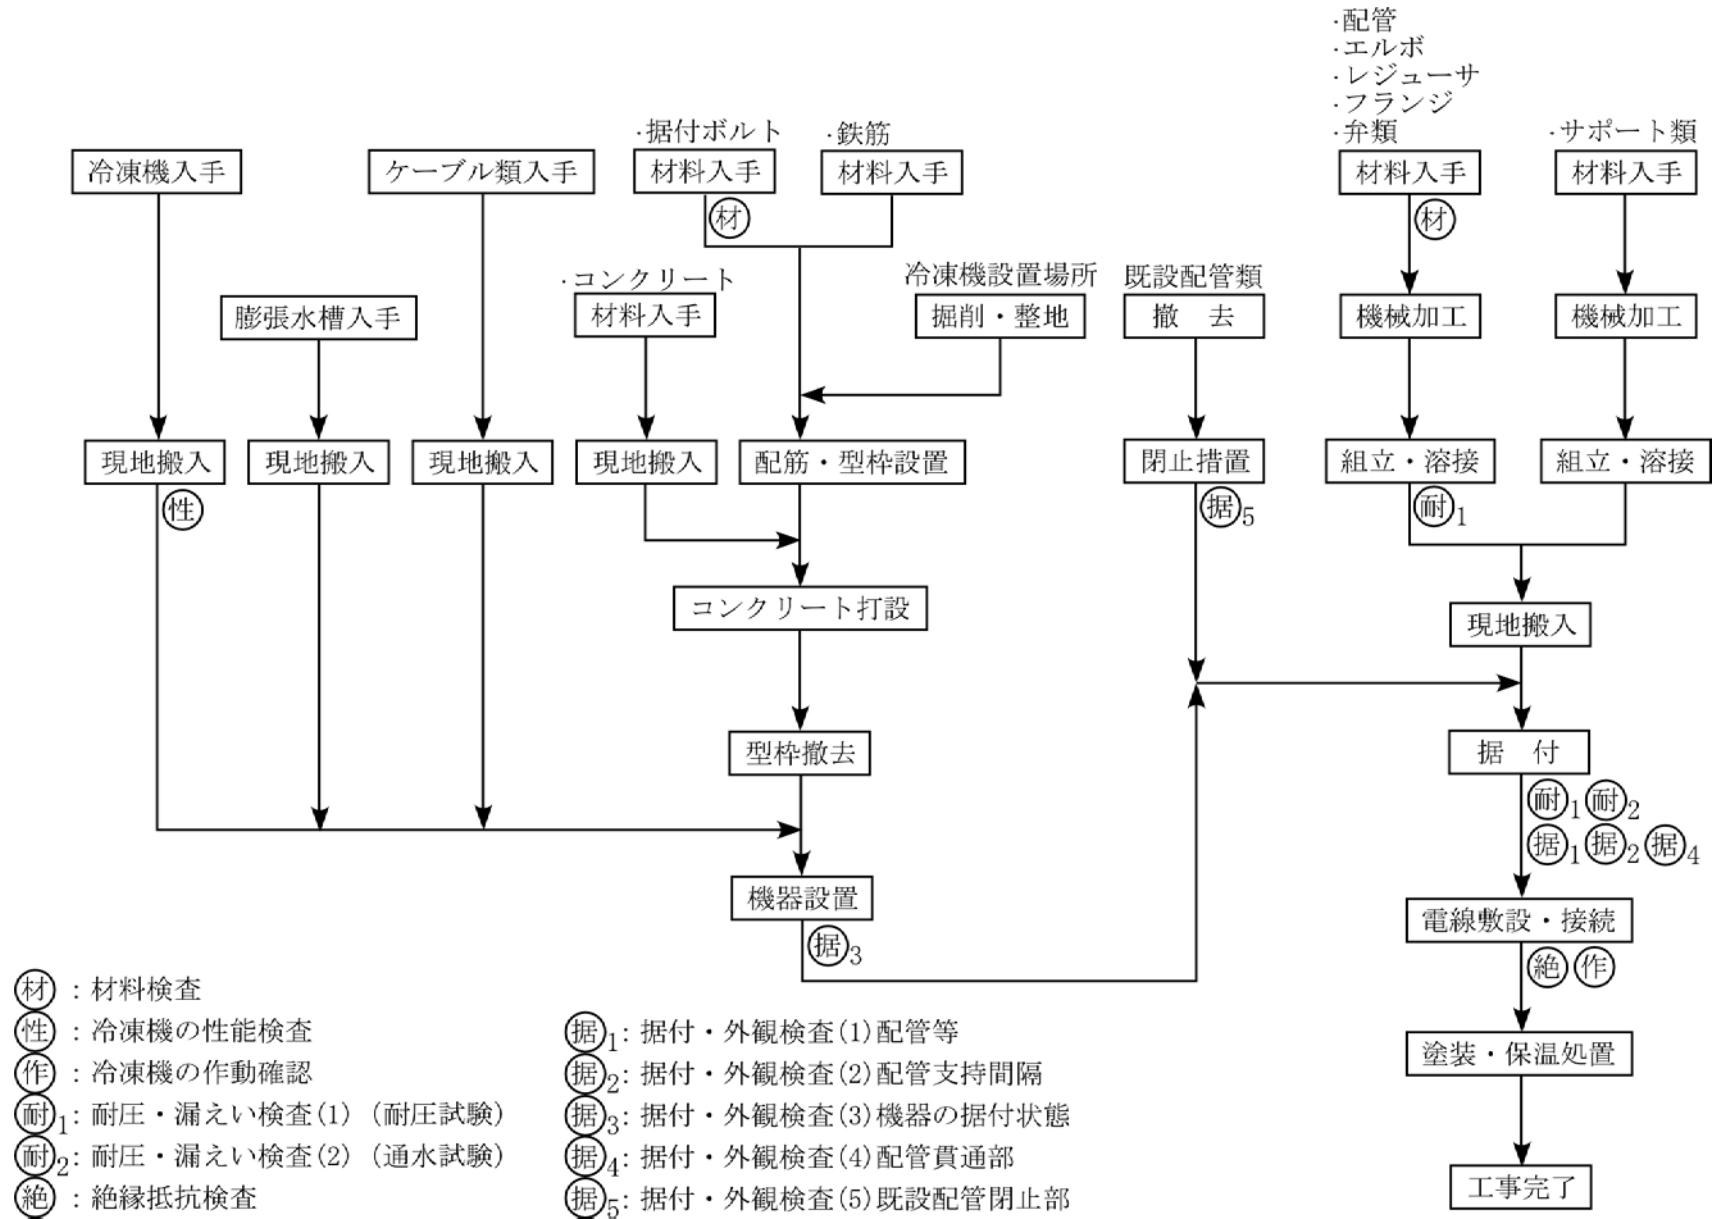 ·配管
·エルボ
·レジューサ
·フランジ
·弁類
·据付ボルト
·鉄筋
·サポート類
冷凍機入手
ケーブル類入手
材料入手
材料入手
材料入手
材料入手
材
材
·コンクリート
冷凍機設置場所
既設配管類
膨張水槽入手
材料入手
掘削・整地
撤　去
機械加工
機械加工
現地搬入
現地搬入
現地搬入
現地搬入
配筋・型枠設置
閉止措置
組立・溶接
組立・溶接
性
据5
耐1
コンクリート打設
現地搬入
型枠撤去
据　付
耐1 耐2
据1 据2 据4
機器設置
電線敷設・接続
据3
絶 作
塗装・保温処置
工事完了
材：材料検査
性：冷凍機の性能検査
作：冷凍機の作動確認
耐1：耐圧・漏えい検査(1)（耐圧試験）
耐2：耐圧・漏えい検査(2)（通水試験）
絶：絶縁抵抗検査
据1：据付・外観検査(1)配管等
据2：据付・外観検査(2)配管支持間隔
据3：据付・外観検査(3)機器の据付状態
据4：据付・外観検査(4)配管貫通部
据5：据付・外観検査(5)既設配管閉止部